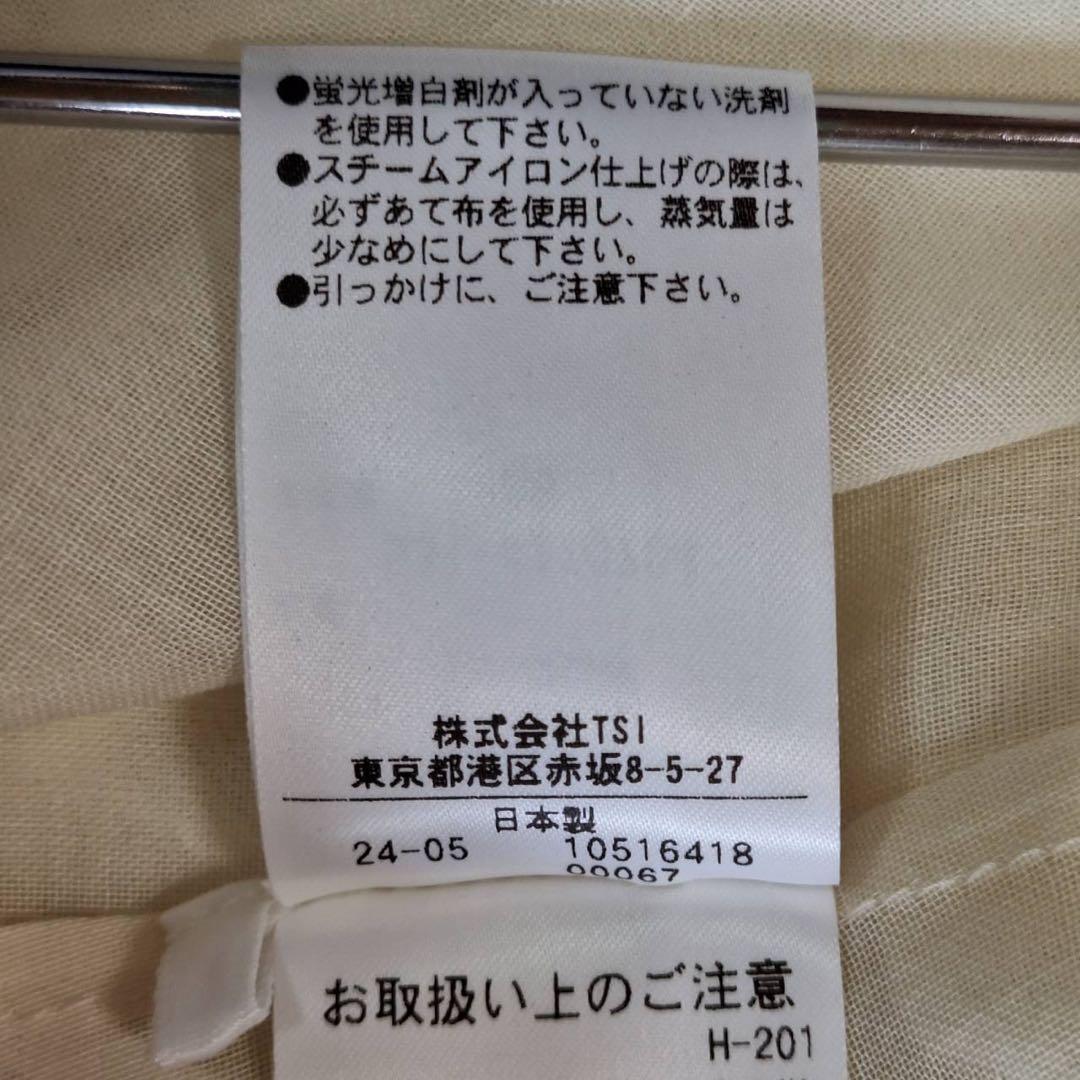 ●蛍光増白剤が入っていない洗剤
を使用して下さい。
●スチームアイロン仕上げの際は、
必ずあて布を使用し、蒸気量は
少なめにして下さい。
●引っかけに、ご注意下さい。
株式会社TSI
東京都港区赤坂8-5-27
日本製
24-05 10516418
00067
お取扱い上のご注意
H-201